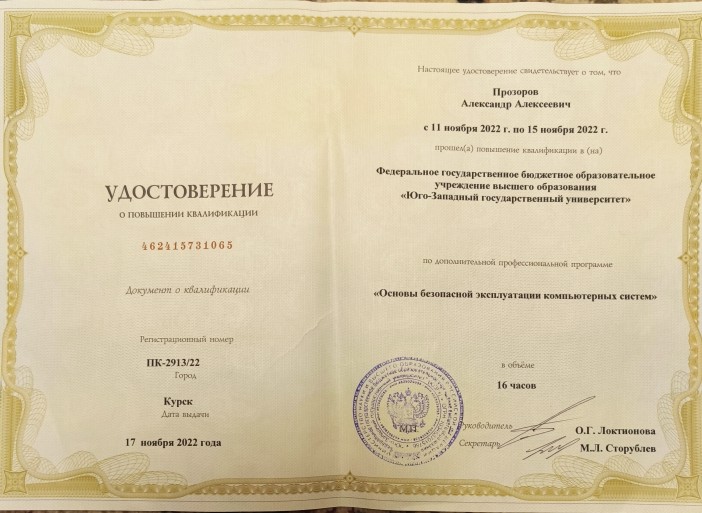 УДОСТОВЕРЕНИЕ
О ПОВЫШЕНИИ КВАЛИФИКАЦИИ
462415731065
Документ о квалификации
Регистрационный номер
ПК-2913/22
Город
Курск
Дата выдачи
17 ноября 2022 года
Настоящее удостоверение свидетельствует о том, что
Прозоров
Александр Алексеевич
с 11 ноября 2022 г. по 15 ноября 2022 г.
прошел(а) повышение квалификации в (на)
Федеральное государственное бюджетное образовательное
учреждение высшего образования
«Юго-Западный государственный университет»
по дополнительной профессиональной программе
«Основы безопасной эксплуатации компьютерных систем»
в объёме
16 часов
М.П.
Руководитель
О.Г. Локтионова
Секретарь
М.Л. Сторублев